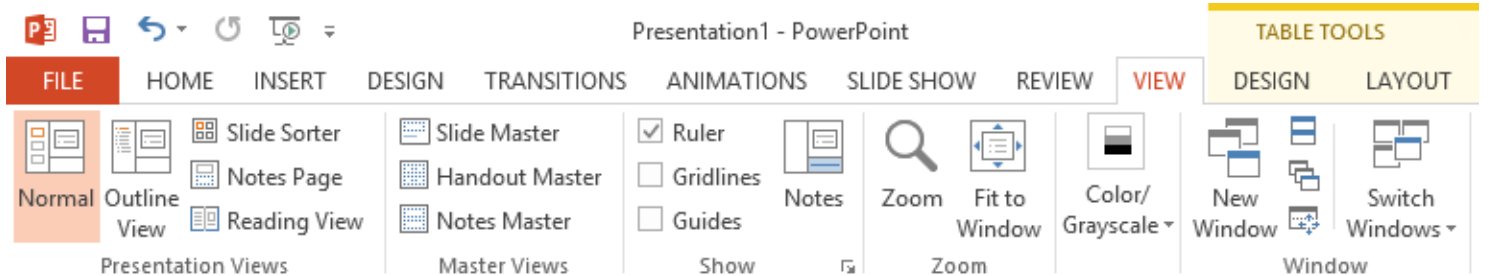 Presentation1 - PowerPoint
TABLE TOOLS
FILE HOME INSERT DESIGN TRANSITIONS ANIMATIONS SLIDE SHOW REVIEW VIEW DESIGN LAYOUT
Normal
Outline
View
Slide Sorter
Notes Page
Reading View
Presentation Views
Slide Master
Handout Master
Notes Master
Master Views
Ruler
Gridlines
Guides
Notes
Show
Zoom
Fit to
Window
Zoom
Color/
Grayscale
New
Window
Switch
Windows
Window